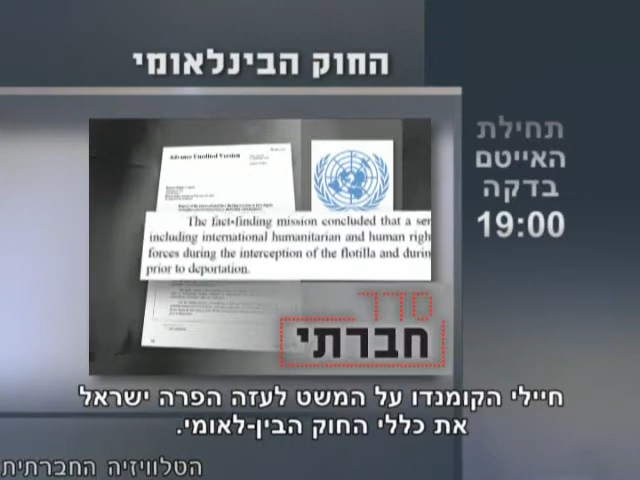 החוק הבינלאומי
תחילת
האייטם
בדקה
19:00
Advance Unedited Version
The fact-finding mission concluded that a ser
including international humanitarian and human righ
forces during the interception of the flotilla and durin
prior to deportation.
סדר
חברתי
חיילי הקומנדו על המשט לעזה הפרה ישראל
את כללי החוק הבין-לאומי.
הטלוויזיה החברתית